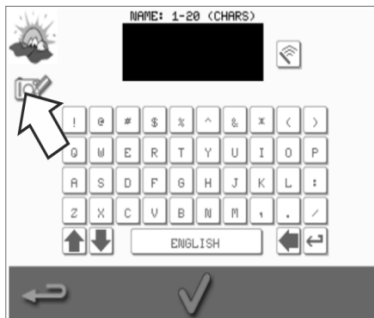 NAME: 1-20 (CHARS)
! @ # $ % ^ & * ( )
Q W E R T Y U I O P
A S D F G H J K L :
Z X C V B N M , . /
ENGLISH